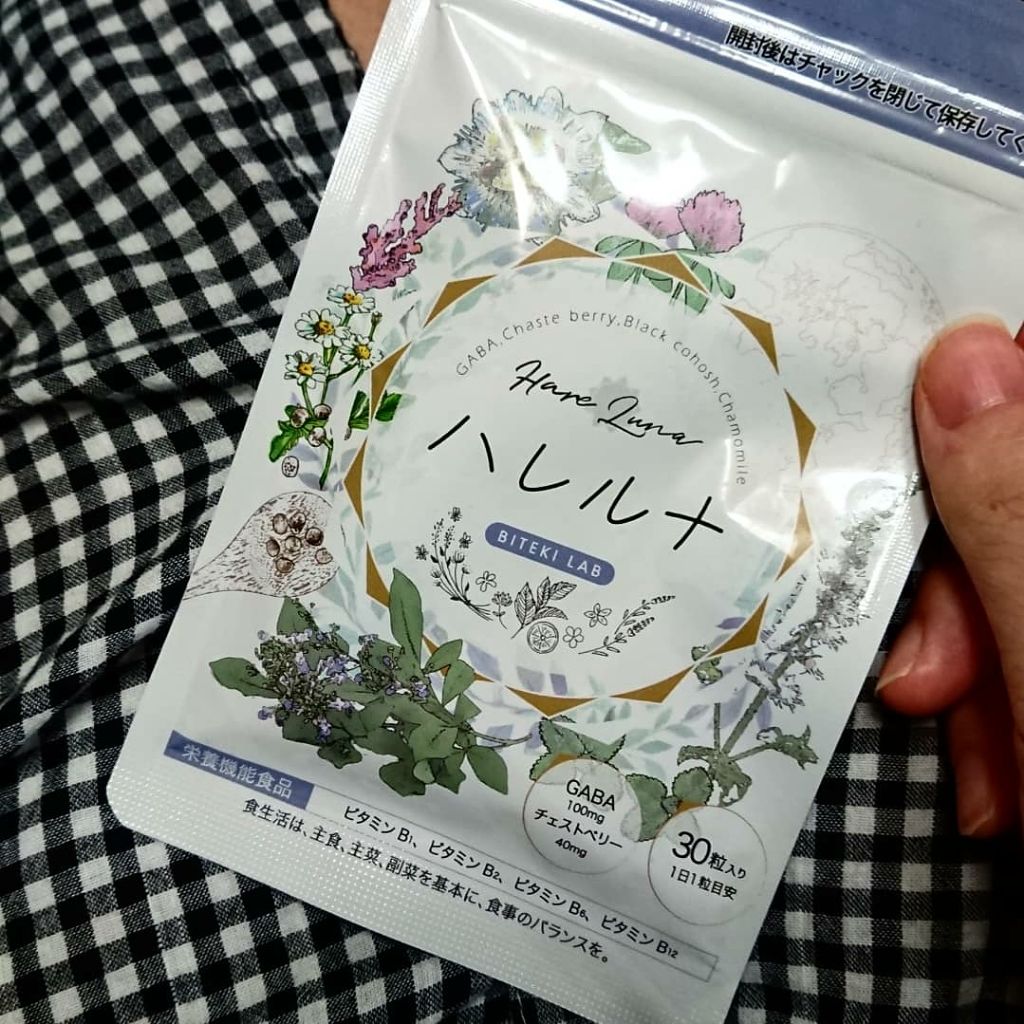 開封後はチャックを閉じて保存してく
GABA,Chaste berry,Black cohosh,Chamomile
Hare Luna
ハレルナ
BITEKI LAB
GABA
100mg
チェストベリー
40mg
30粒入り
1日1粒目安
栄養機能食品
ビタミンB1、ビタミンB2、ビタミンB6、ビタミンB12
食生活は、主食、主菜、副菜を基本に、食事のバランスを。